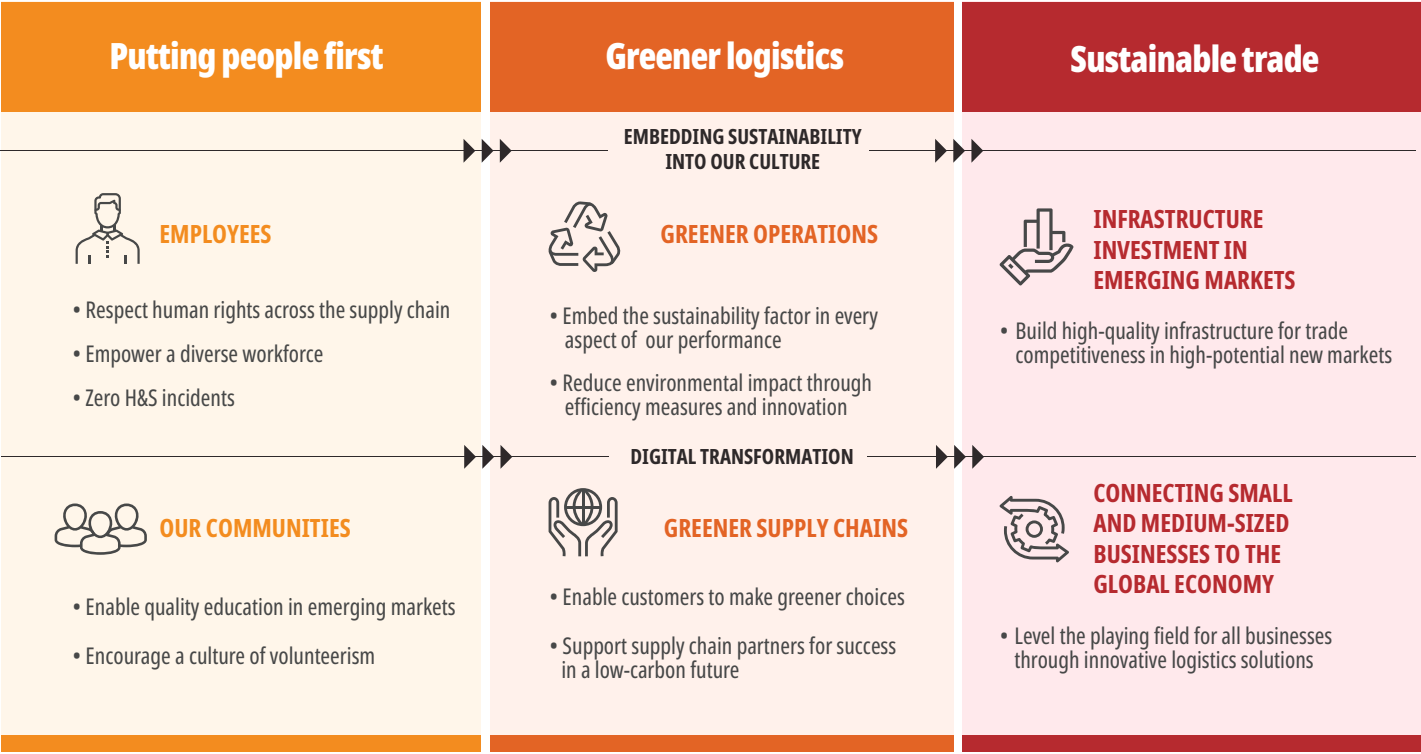 Putting people first
Greener logistics
Sustainable trade
EMBEDDING SUSTAINABILITY
INTO OUR CULTURE
EMPLOYEES
• Respect human rights across the supply chain
• Empower a diverse workforce
• Zero H&S incidents
GREENER OPERATIONS
• Embed the sustainability factor in every
aspect of our performance
• Reduce environmental impact through
efficiency measures and innovation
INFRASTRUCTURE
INVESTMENT IN
EMERGING MARKETS
• Build high-quality infrastructure for trade
competitiveness in high-potential new markets
DIGITAL TRANSFORMATION
OUR COMMUNITIES
• Enable quality education in emerging markets
• Encourage a culture of volunteerism
GREENER SUPPLY CHAINS
• Enable customers to make greener choices
• Support supply chain partners for success
in a low-carbon future
CONNECTING SMALL
AND MEDIUM-SIZED
BUSINESSES TO THE
GLOBAL ECONOMY
• Level the playing field for all businesses
through innovative logistics solutions